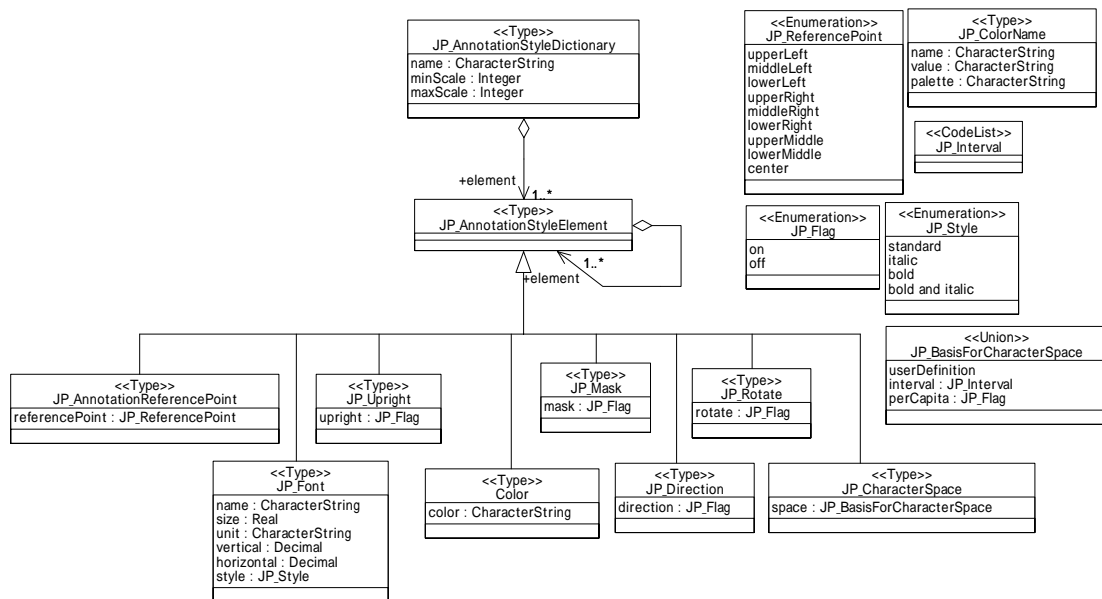 <<Type>>
JP_AnnotationStyleDictionary
name : CharacterString
minScale : Integer
maxScale : Integer
+element
1..*
<<Type>>
JP_AnnotationStyleElement
1..*
+element
<<Enumeration>>
JP_ReferencePoint
upperLeft
middleLeft
lowerLeft
upperRight
middleRight
lowerRight
upperMiddle
lowerMiddle
center
<<Type>>
JP_ColorName
name : CharacterString
value : CharacterString
palette : CharacterString
<<CodeList>>
JP_Interval
<<Enumeration>>
JP_Flag
on
off
<<Enumeration>>
JP_Style
standard
italic
bold
bold and italic
<<Union>>
JP_BasisForCharacterSpace
userDefinition
interval : JP_Interval
perCapita : JP_Flag
<<Type>>
JP_AnnotationReferencePoint
referencePoint : JP_ReferencePoint
<<Type>>
JP_Upright
upright : JP_Flag
<<Type>>
JP_Mask
mask : JP_Flag
<<Type>>
JP_Rotate
rotate : JP_Flag
<<Type>>
JP_Font
name : CharacterString
size : Real
unit : CharacterString
vertical : Decimal
horizontal : Decimal
style : JP_Style
<<Type>>
Color
color : CharacterString
<<Type>>
JP_Direction
direction : JP_Flag
<<Type>>
JP_CharacterSpace
space : JP_BasisForCharacterSpace